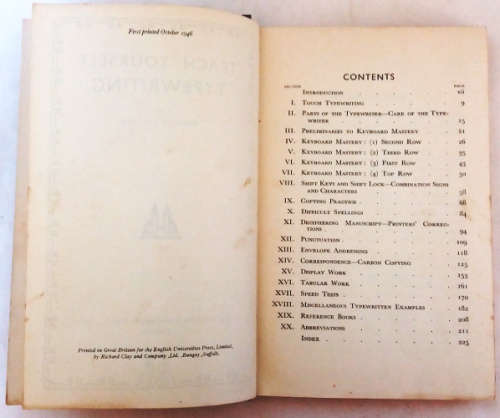 First printed October 1946
Printed in Great Britain for the English Universities Press, Limited,
by Richard Clay and Company, Ltd., Bungay, Suffolk.
CONTENTS
SECTION PAGE
INTRODUCTION . . . . . . vii
I. TOUCH TYPEWRITING . . . . . 9
II. PARTS OF THE TYPEWRITER—CARE OF THE TYPE-
WRITER . . . . . . 15
III. PRELIMINARIES TO KEYBOARD MASTERY . . . 21
IV. KEYBOARD MASTERY: (1) SECOND ROW . . . 26
V. KEYBOARD MASTERY: (2) THIRD ROW . . . 35
VI. KEYBOARD MASTERY: (3) FIRST ROW . . . 45
VII. KEYBOARD MASTERY: (4) TOP ROW . . . 50
VIII. SHIFT KEYS AND SHIFT LOCK—COMBINATION SIGNS
AND CHARACTERS . . . . . 58
IX. COPYING PRACTICE . . . . . 68
X. DIFFICULT SPELLINGS . . . . . 84
XI. DECIPHERING MANUSCRIPT—PRINTERS' CORREC-
TIONS . . . . . . 94
XII. PUNCTUATION . . . . . . 109
XIII. ENVELOPE ADDRESSING . . . . . 118
XIV. CORRESPONDENCE—CARBON COPYING . . . 125
XV. DISPLAY WORK . . . . . . 153
XVI. TABULAR WORK . . . . . . 161
XVII. SPEED TESTS . . . . . . 170
XVIII. MISCELLANEOUS TYPEWRITTEN EXAMPLES . . 182
XIX. REFERENCE BOOKS . . . . . 208
XX. ABBREVIATIONS . . . . . . 211
INDEX . . . . . . . 225